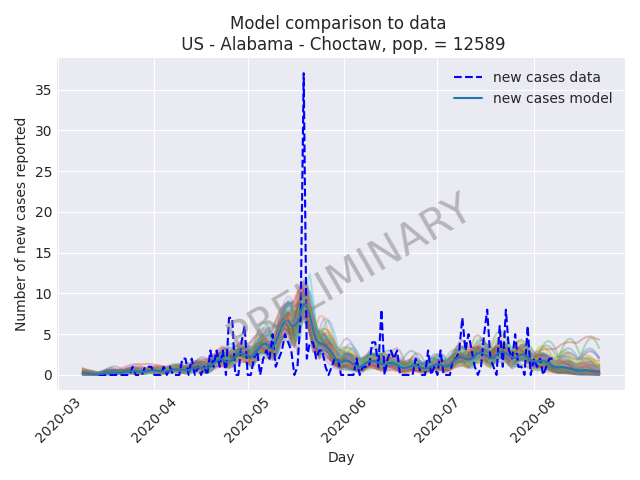 Model comparison to data
US - Alabama - Choctaw, pop. = 12589
new cases data
new cases model
PRELIMINARY
Number of new cases reported
35
30
25
20
15
10
5
0
2020-03
2020-04
2020-05
2020-06
2020-07
2020-08
Day